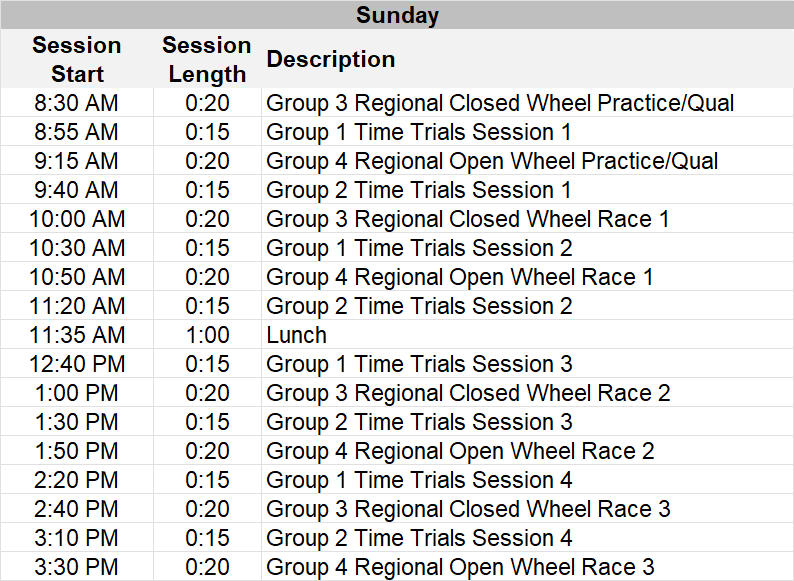 Sunday
Session Start Session Length Description
8:30 AM 0:20 Group 3 Regional Closed Wheel Practice/Qual
8:55 AM 0:15 Group 1 Time Trials Session 1
9:15 AM 0:20 Group 4 Regional Open Wheel Practice/Qual
9:40 AM 0:15 Group 2 Time Trials Session 1
10:00 AM 0:20 Group 3 Regional Closed Wheel Race 1
10:30 AM 0:15 Group 1 Time Trials Session 2
10:50 AM 0:20 Group 4 Regional Open Wheel Race 1
11:20 AM 0:15 Group 2 Time Trials Session 2
11:35 AM 1:00 Lunch
12:40 PM 0:15 Group 1 Time Trials Session 3
1:00 PM 0:20 Group 3 Regional Closed Wheel Race 2
1:30 PM 0:15 Group 2 Time Trials Session 3
1:50 PM 0:20 Group 4 Regional Open Wheel Race 2
2:20 PM 0:15 Group 1 Time Trials Session 4
2:40 PM 0:20 Group 3 Regional Closed Wheel Race 3
3:10 PM 0:15 Group 2 Time Trials Session 4
3:30 PM 0:20 Group 4 Regional Open Wheel Race 3